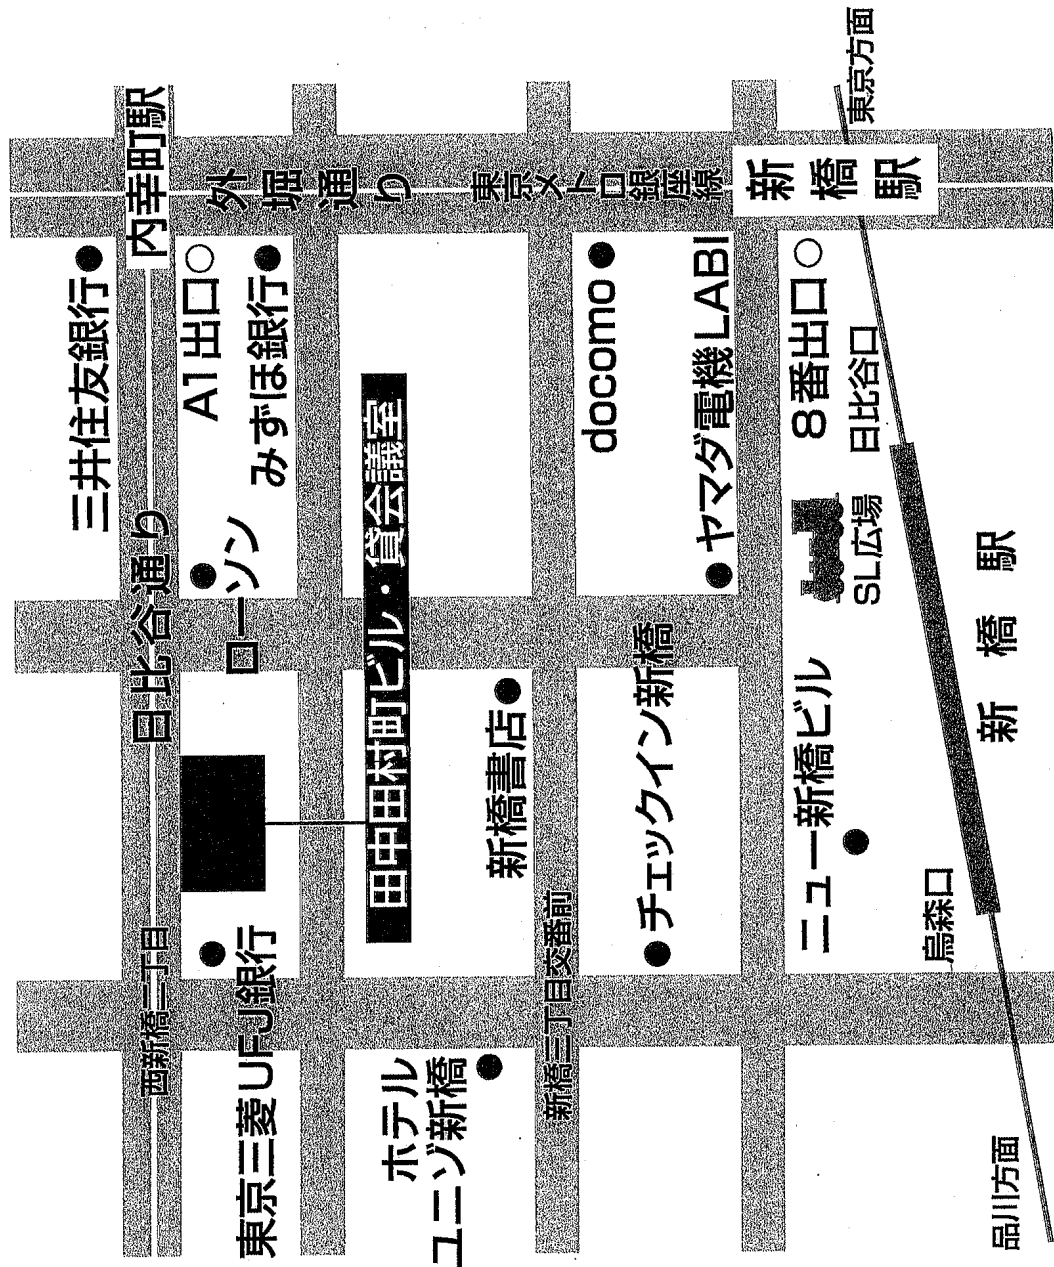 三井住友銀行
内幸町駅
日比谷通り
西新橋二丁目
A1出口
みずほ銀行
ローソン
東京三菱UFJ銀行
外堀通り
田中田村町ビル・貸会議室
ホテル
ユニゾ新橋
新橋書店
新橋三丁目交番前
東京メトロ銀座線
docomo
チェックイン新橋
ヤマダ電機LABI
新橋駅
8番出口
日比谷口
SL広場
ニュー新橋ビル
烏森口
東京方面
新橋駅
品川方面